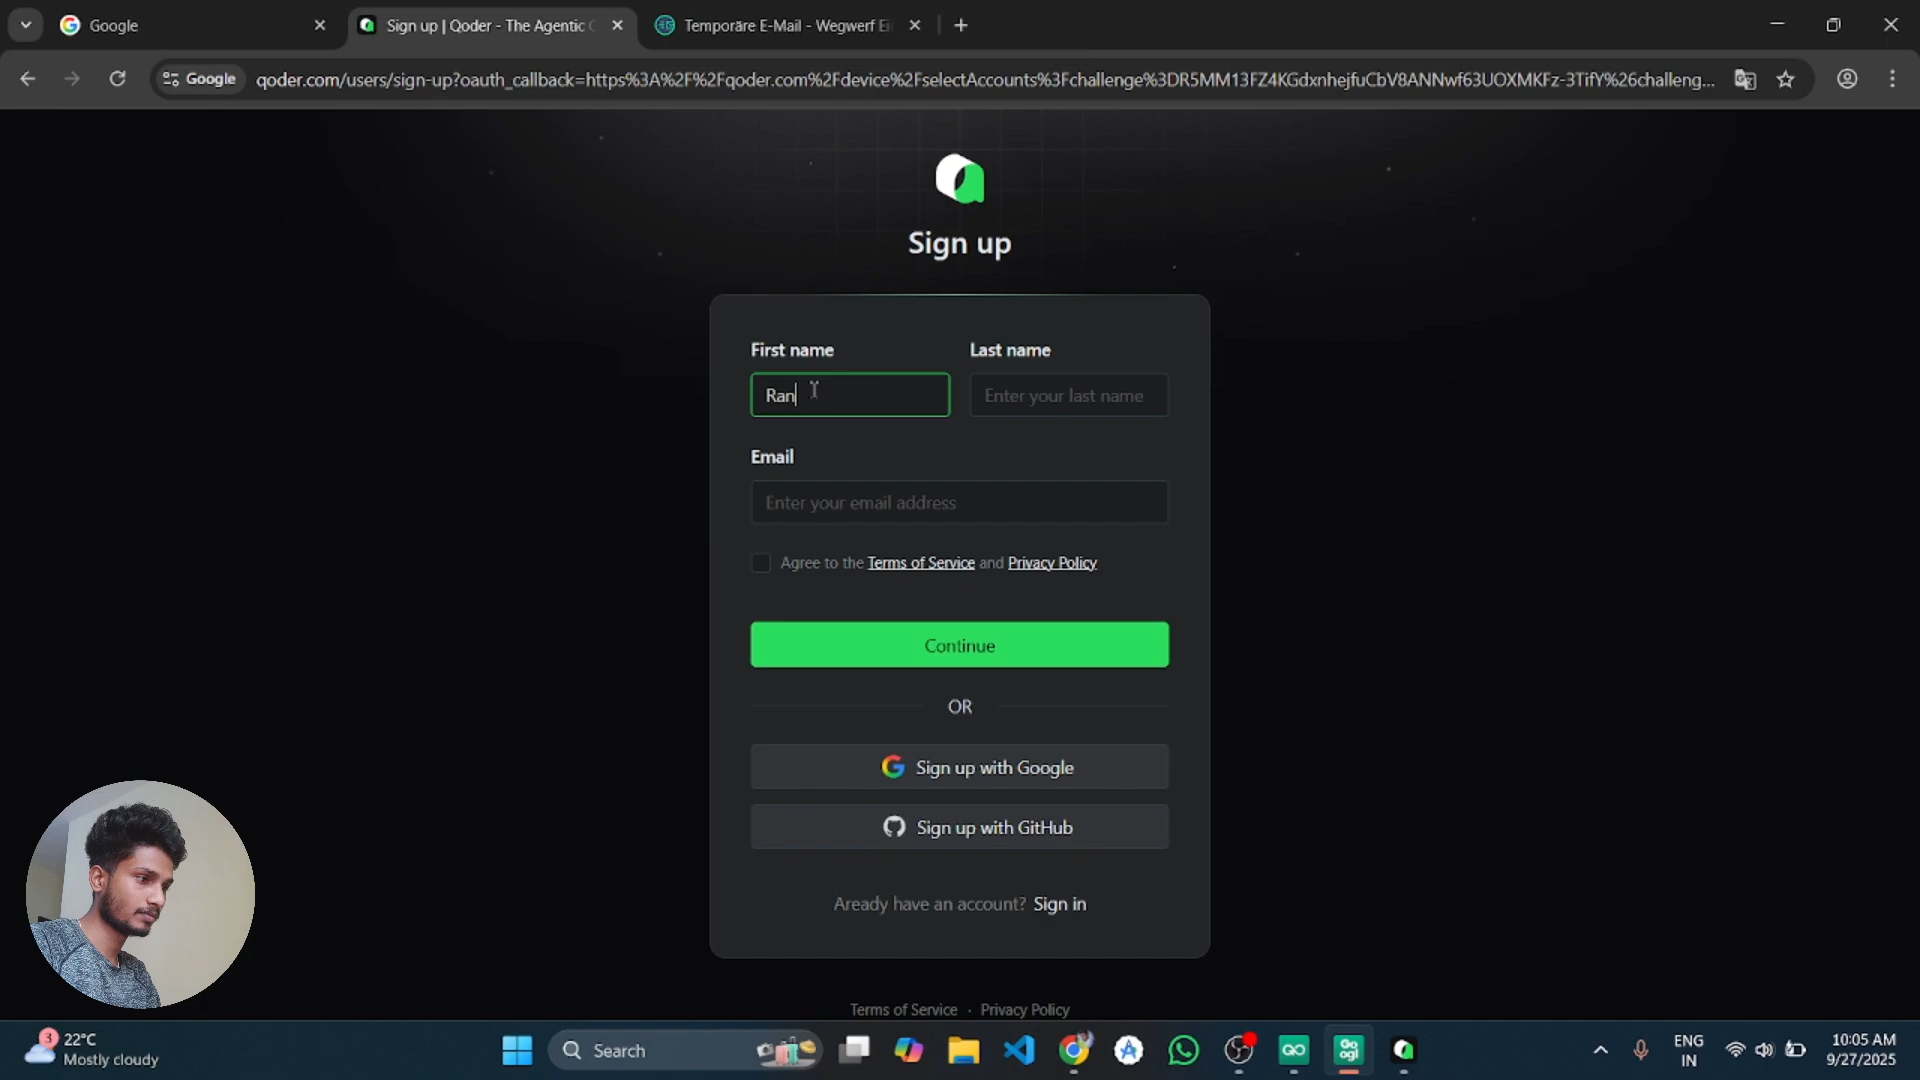 Google
Sign up | Qoder - The Agentic C
Temporäre E-Mail - Wegwerf Ei
Google
qoder.com/users/sign-up?oauth_callback=https%3A%2F%2Fqoder.com%2Fdevice%2FselectAccounts%3Fchallenge%3DR5MM13FZ4KGdxnhejfuCbV8ANNwf63UOXMKFz-3TifY%26challeng...
Sign up
First name
Last name
Ran
Enter your last name
Email
Enter your email address
Agree to the Terms of Service and Privacy Policy
Continue
OR
Sign up with Google
Sign up with GitHub
Aready have an account? Sign in
Terms of Service · Privacy Policy
3
22°C
Mostly cloudy
Search
ENG
IN
10:05 AM
9/27/2025